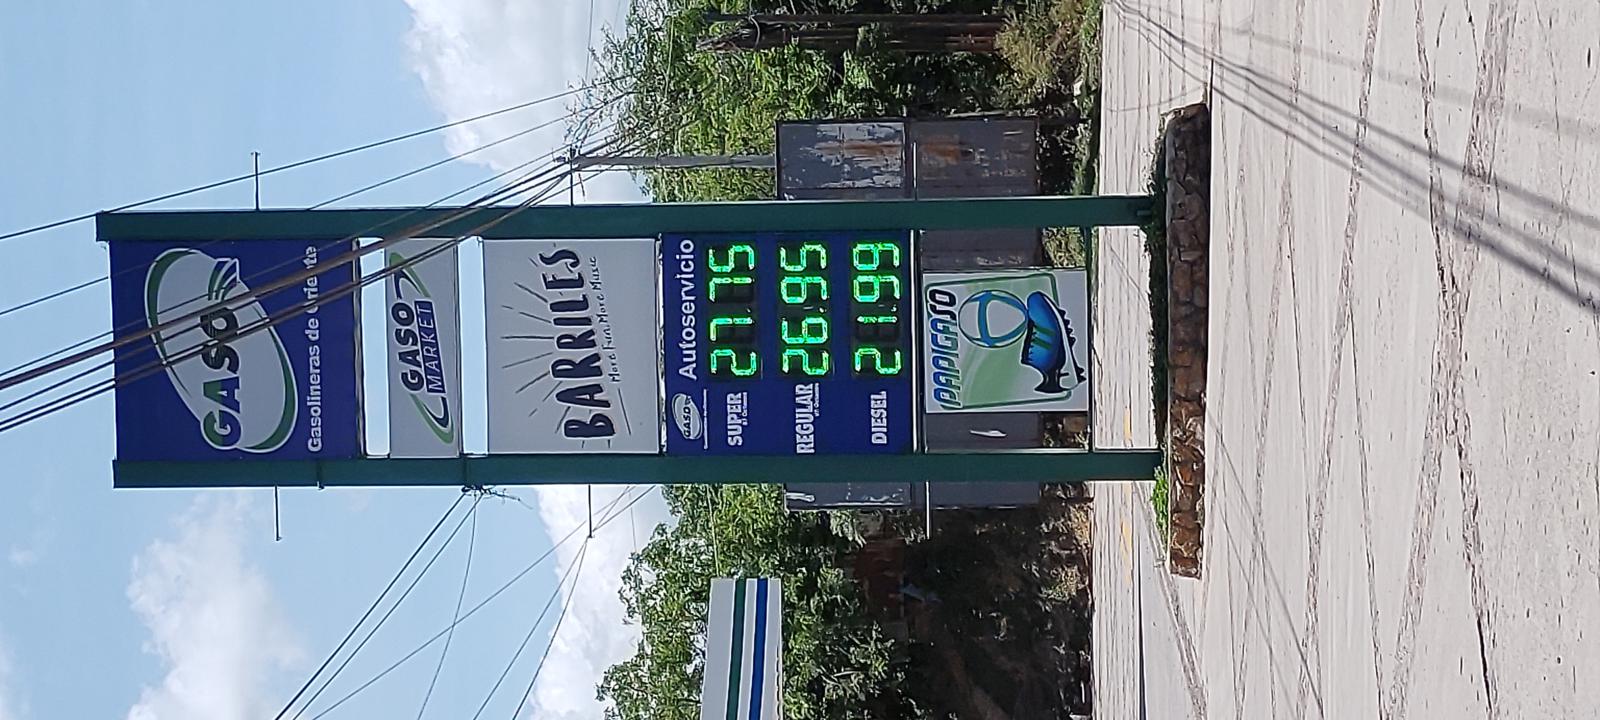 GASO
Gasolineras de Oriente
GASO
MARKET
BARRILES
More Fun, More Music
GASO
Autoservicio
SUPER 27.75
REGULAR 26.95
DIESEL 21.99
PAPIGASO